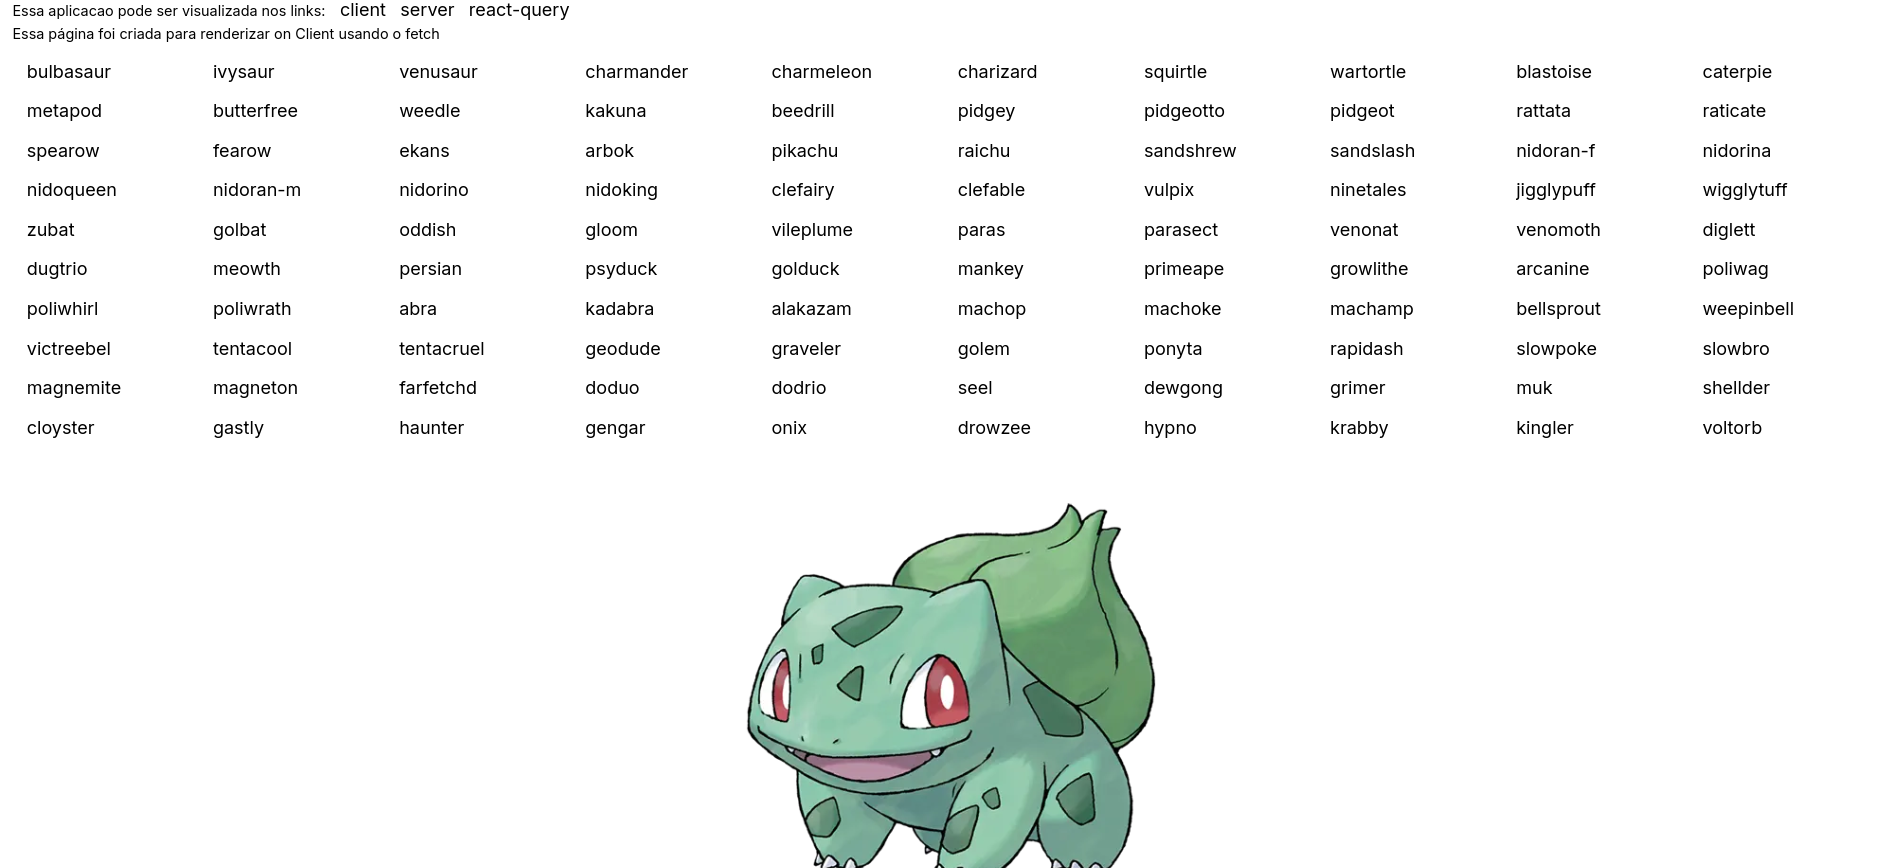 Essa aplicacao pode ser visualizada nos links: client server react-query
Essa página foi criada para renderizar on Client usando o fetch
bulbasaur ivysaur venusaur charmander charmeleon charizard squirtle wartortle blastoise caterpie
metapod butterfree weedle kakuna beedrill pidgey pidgeotto pidgeot rattata raticate
spearow fearow ekans arbok pikachu raichu sandshrew sandslash nidoran-f nidorina
nidoqueen nidoran-m nidorino nidoking clefairy clefable vulpix ninetales jigglypuff wigglytuff
zubat golbat oddish gloom vileplume paras parasect venonat venomoth diglett
dugtrio meowth persian psyduck golduck mankey primeape growlithe arcanine poliwag
poliwhirl poliwrath abra kadabra alakazam machop machoke machamp bellsprout weepinbell
victreebel tentacool tentacruel geodude graveler golem ponyta rapidash slowpoke slowbro
magnemite magneton farfetchd doduo dodrio seel dewgong grimer muk shellder
cloyster gastly haunter gengar onix drowzee hypno krabby kingler voltorb